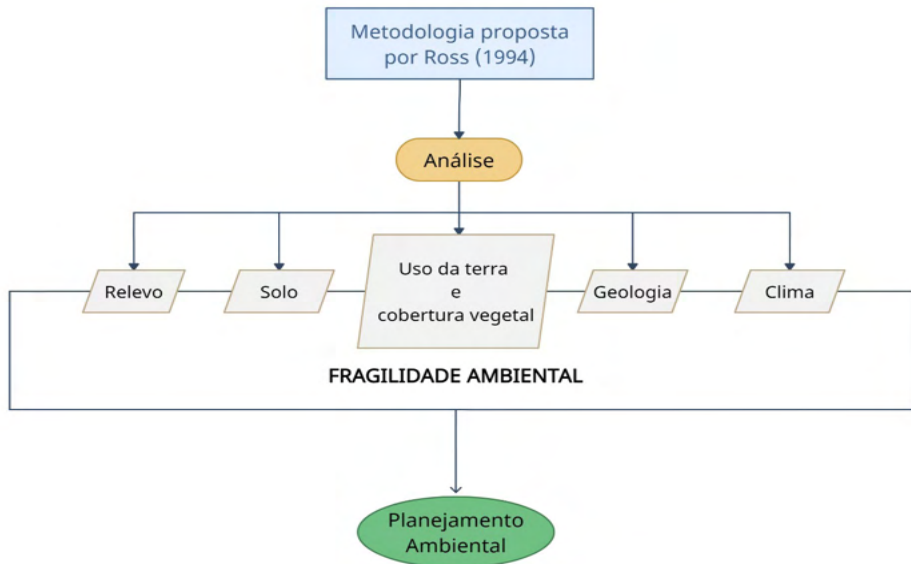 Metodologia proposta
por Ross (1994)
Análise
Relevo
Solo
Uso da terra
e
cobertura vegetal
Geologia
Clima
FRAGILIDADE AMBIENTAL
Planejamento
Ambiental